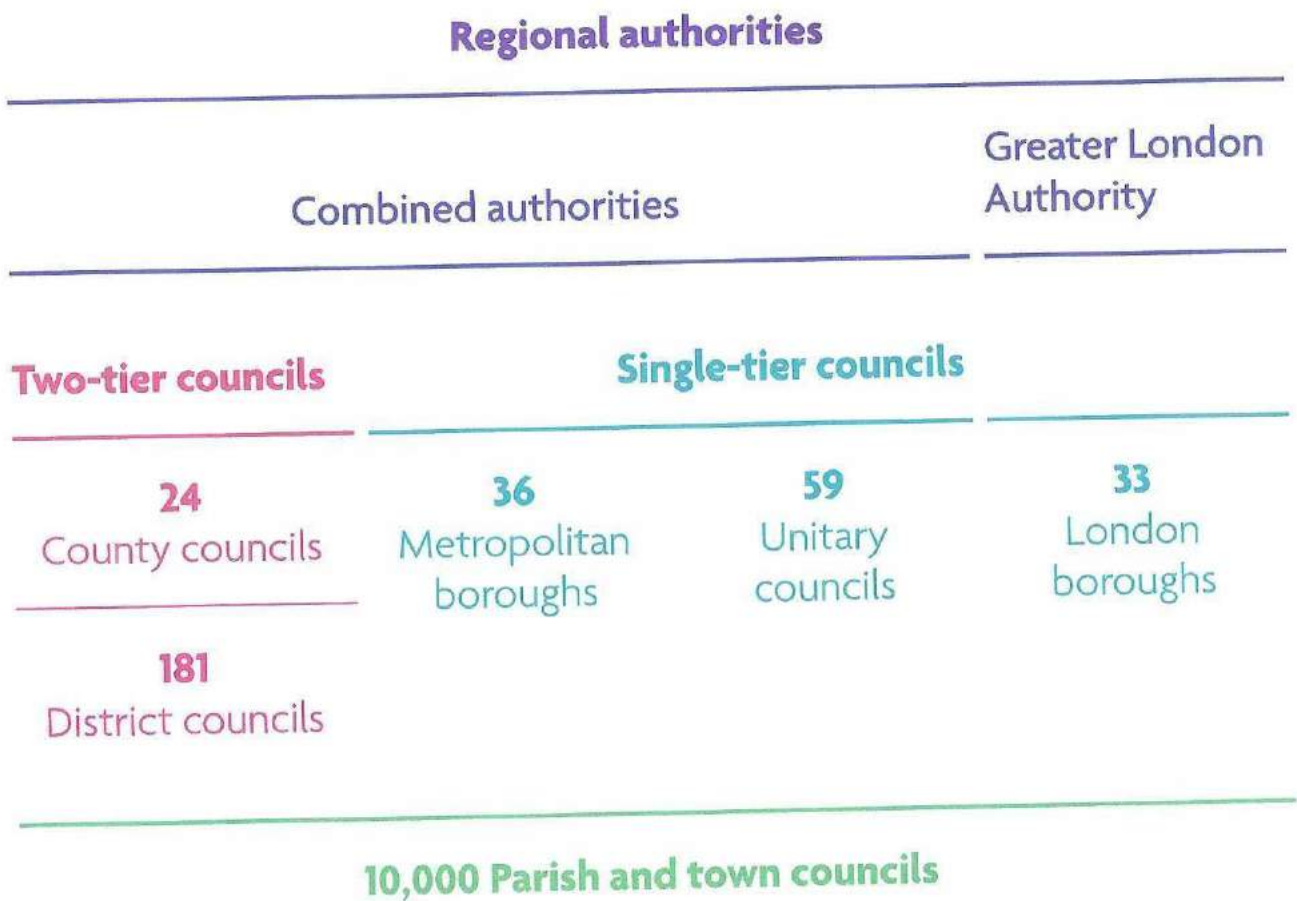 Regional authorities
Combined authorities
Greater London
Authority
Two-tier councils
Single-tier councils
24
County councils
181
District councils
36
Metropolitan
boroughs
59
Unitary
councils
33
London
boroughs
10,000 Parish and town councils